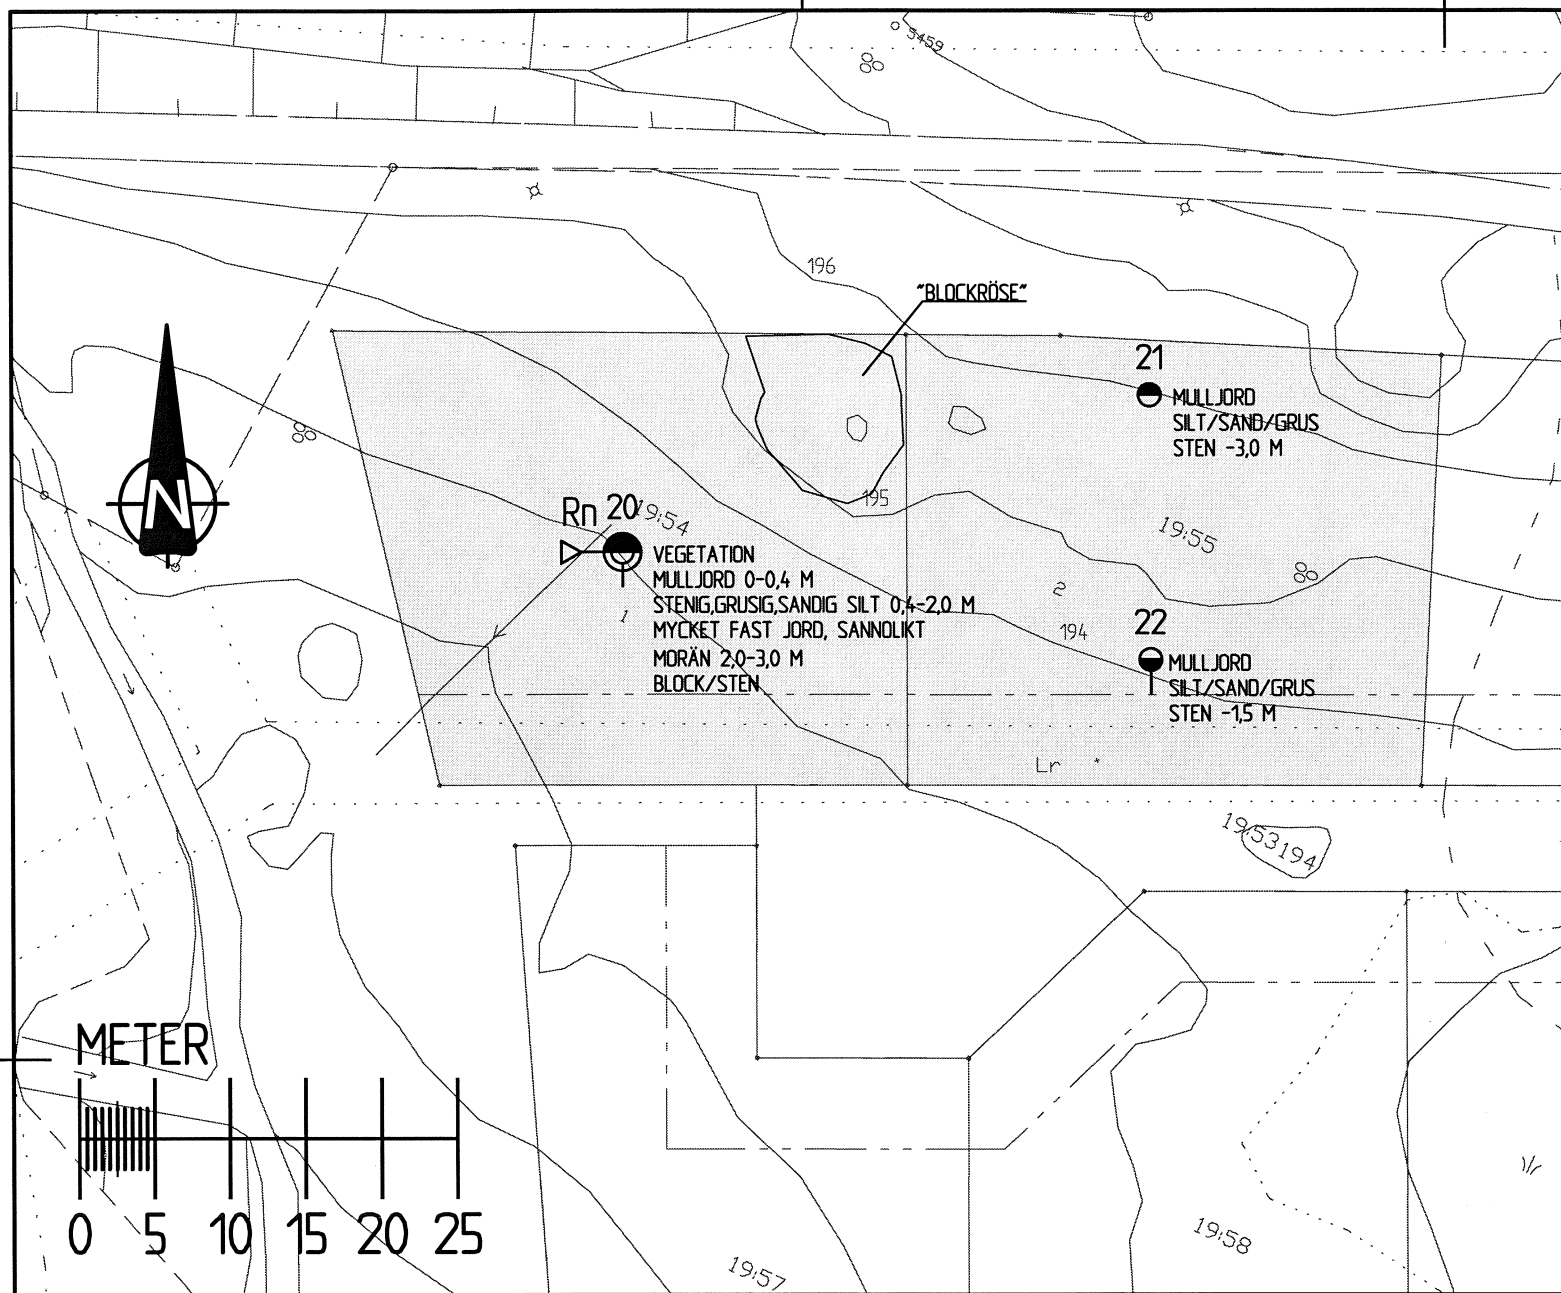 5459
196
"BLOCKRÖSE"
21
MULLJORD
SILT/SAND/GRUS
STEN -3,0 M
N
195
Rn 20
19:54
19:55
VEGETATION
MULLJORD 0-0,4 M
STENIG,GRUSIG,SANDIG SILT 0,4-2,0 M
MYCKET FAST JORD, SANNOLIKT
MORÄN 2,0-3,0 M
BLOCK/STEN
1
2
194
22
MULLJORD
SILT/SAND/GRUS
STEN -1,5 M
Lr
19:53
194
METER
0 5 10 15 20 25
19:57
19:58